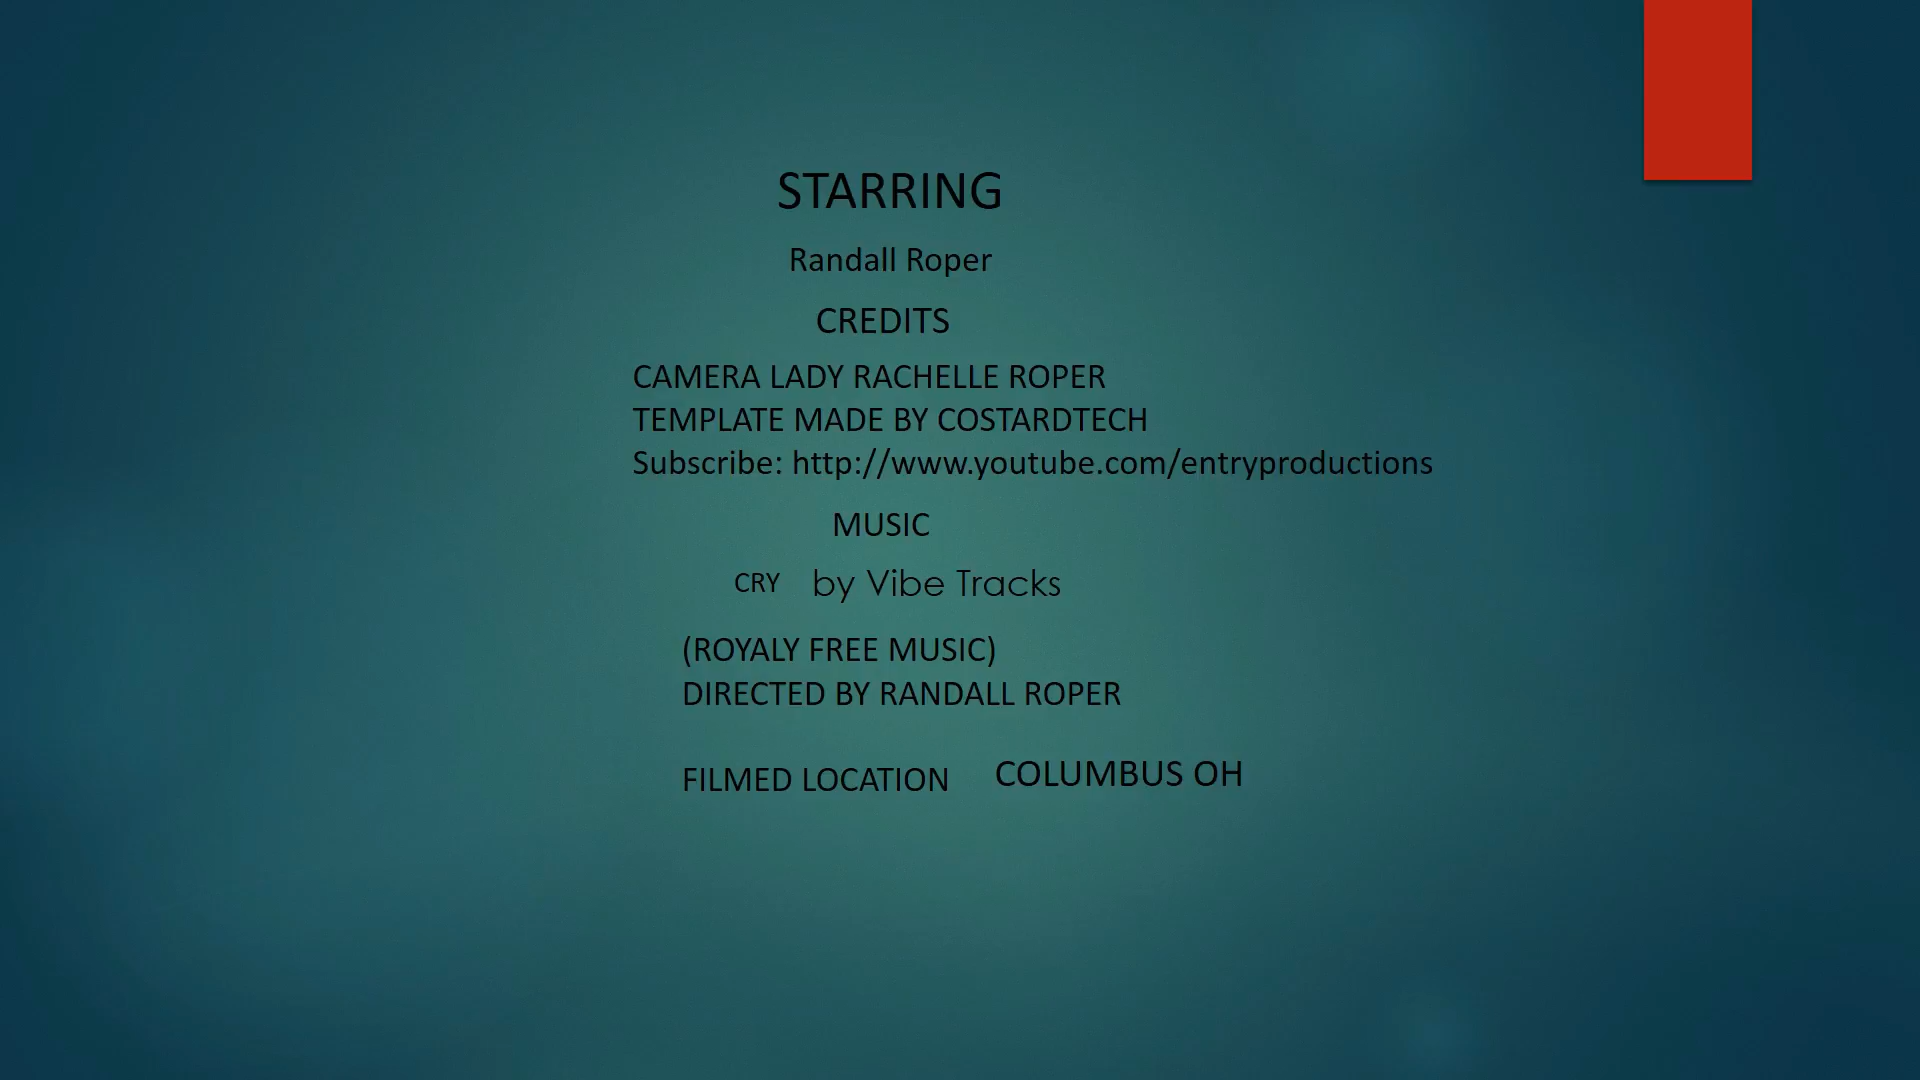 STARRING
Randall Roper
CREDITS
CAMERA LADY RACHELLE ROPER
TEMPLATE MADE BY COSTARDTECH
Subscribe: http://www.youtube.com/entryproductions
MUSIC
CRY by Vibe Tracks
(ROYALY FREE MUSIC)
DIRECTED BY RANDALL ROPER
FILMED LOCATION COLUMBUS OH